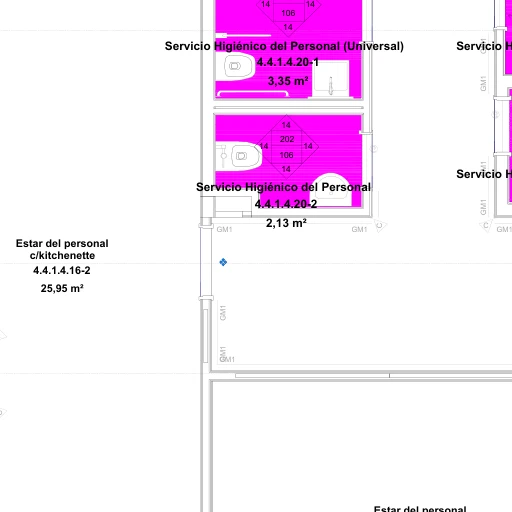 14
14
106
14
Servicio Higiénico del Personal (Universal)
4.4.1.4.20-1
3,35 m²
Servicio H
GM1
GM1
14
202
14
14
106
14
Servicio Higiénico del Personal
4.4.1.4.20-2
2,13 m²
Servicio H
GM1
GM1
GM1
GM1
Estar del personal
c/kitchenette
4.4.1.4.16-2
25,95 m²
GM1
GM1
GM1
Estar del personal